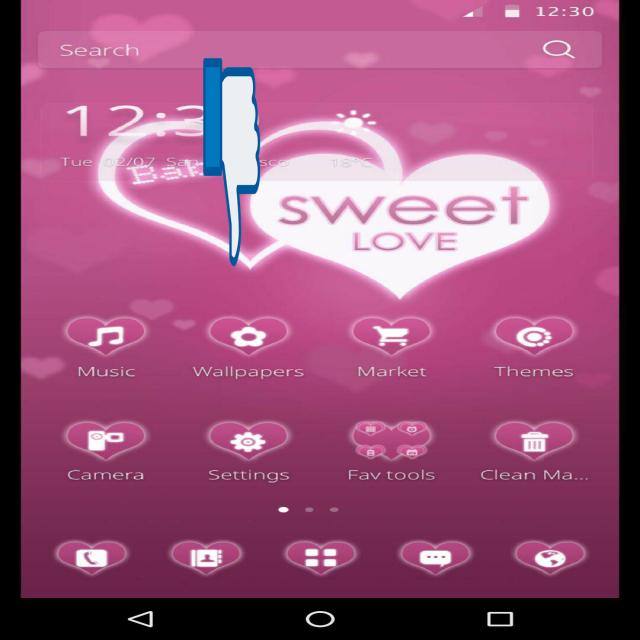 12:30
Search
12:3
Tue 02/07 San sco 18°C
sweet
LOVE
Music Wallpapers Market Themes
Camera Settings Fav tools Clean Ma...